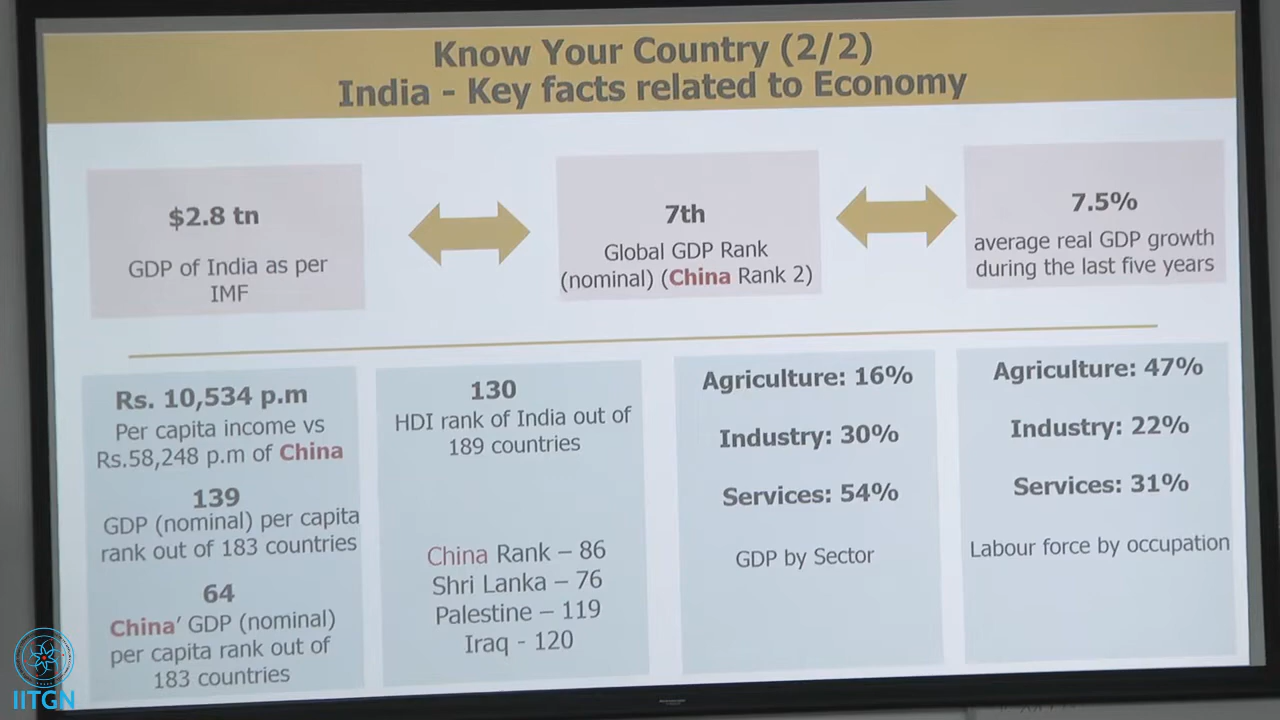 Know Your Country (2/2)
India - Key facts related to Economy
$2.8 tn
GDP of India as per
IMF
7th
Global GDP Rank
(nominal) (China Rank 2)
7.5%
average real GDP growth
during the last five years
Rs. 10,534 p.m
Per capita income vs
Rs.58,248 p.m of China
139
GDP (nominal) per capita
rank out of 183 countries
64
China' GDP (nominal)
per capita rank out of
183 countries
130
HDI rank of India out of
189 countries
China Rank – 86
Shri Lanka – 76
Palestine – 119
Iraq - 120
Agriculture: 16%
Industry: 30%
Services: 54%
GDP by Sector
Agriculture: 47%
Industry: 22%
Services: 31%
Labour force by occupation
IITGN